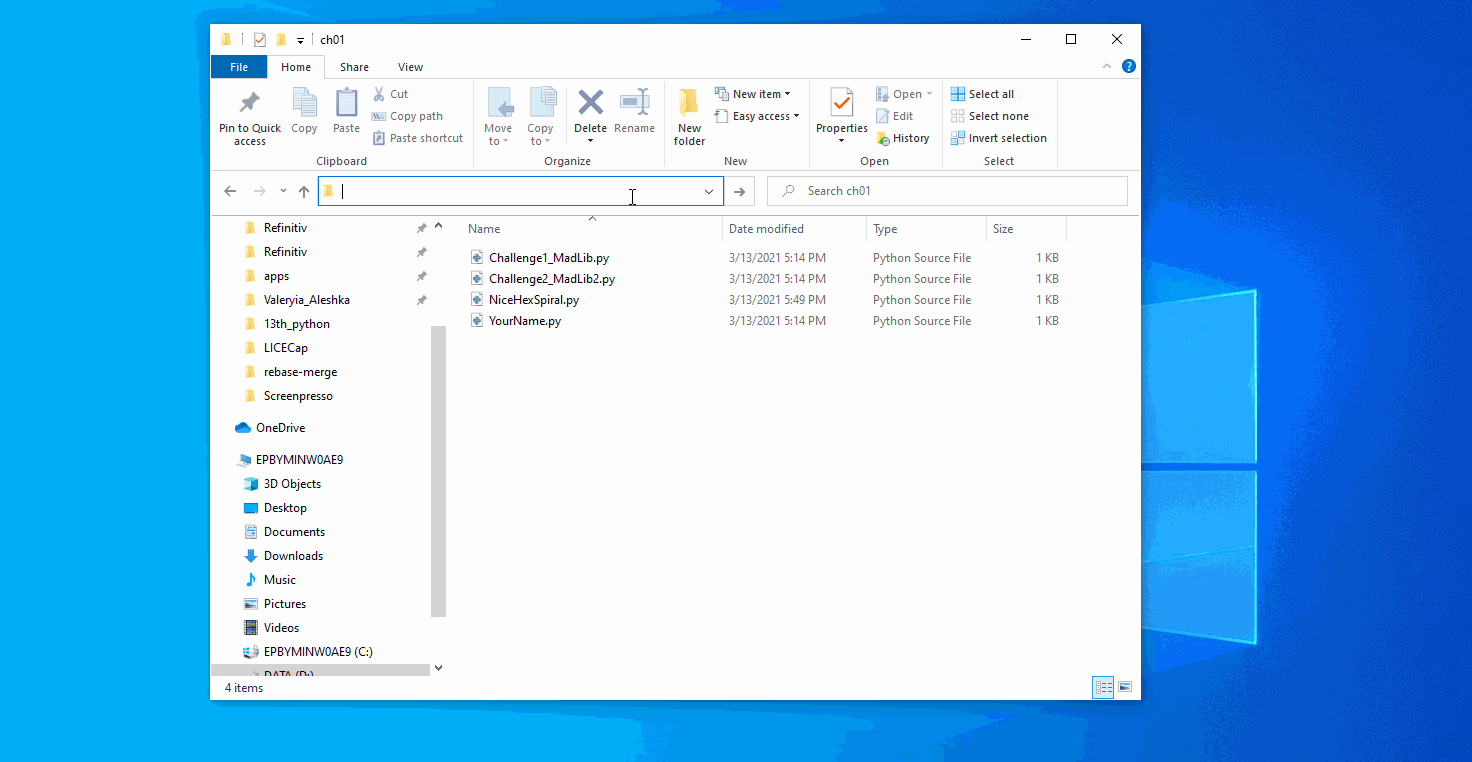 ch01
File Home Share View
Pin to Quick access
Copy
Paste
Cut
Copy path
Paste shortcut
Clipboard
Move to
Copy to
Delete
Rename
Organize
New folder
New item
Easy access
New
Properties
Open
Edit
History
Open
Select all
Select none
Invert selection
Select
Search ch01
Refinitiv
Refinitiv
apps
Valeryia_Aleshka
13th_python
LICECap
rebase-merge
Screenpresso
OneDrive
EPBYMINW0AE9
3D Objects
Desktop
Documents
Downloads
Music
Pictures
Videos
EPBYMINW0AE9 (C:)
DATA (D:)
Name Date modified Type Size
Challenge1_MadLib.py 3/13/2021 5:14 PM Python Source File 1 KB
Challenge2_MadLib2.py 3/13/2021 5:14 PM Python Source File 1 KB
NiceHexSpiral.py 3/13/2021 5:49 PM Python Source File 1 KB
YourName.py 3/13/2021 5:14 PM Python Source File 1 KB
4 items